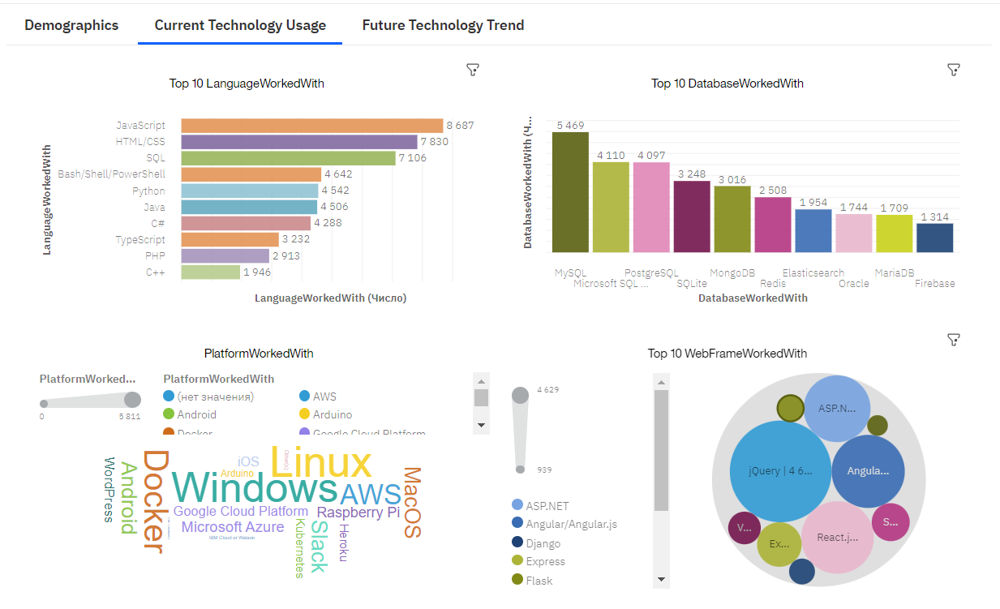 Demographics
Current Technology Usage
Future Technology Trend
Top 10 LanguageWorkedWith
LanguageWorkedWith
JavaScript 8 687
HTML/CSS 7 830
SQL 7 106
Bash/Shell/PowerShell 4 642
Python 4 542
Java 4 506
C# 4 288
TypeScript 3 232
PHP 2 913
C++ 1 946
LanguageWorkedWith (Число)
Top 10 DatabaseWorkedWith
DatabaseWorkedWith (Ч...
5 469
4 110
4 097
3 248
3 016
2 508
1 954
1 744
1 709
1 314
MySQL
Microsoft SQL ...
PostgreSQL
SQLite
MongoDB
Redis
Elasticsearch
Oracle
MariaDB
Firebase
DatabaseWorkedWith
PlatformWorkedWith
PlatformWorked...
0
5 811
PlatformWorkedWith
(нет значения)
AWS
Android
Arduino
Docker
Google Cloud Platform
WordPress
Android
Docker
iOS
Arduino
Linux
Windows
AWS
MacOS
Google Cloud Platform
Raspberry Pi
Microsoft Azure
IBM Cloud or Watson
Kubernetes
Slack
Heroku
Top 10 WebFrameWorkedWith
4 629
939
ASP.NET
Angular/Angular.js
Django
Express
Flask
ASP.N...
jQuery | 4 6...
Angula...
React.j...
V...
Ex...
S...